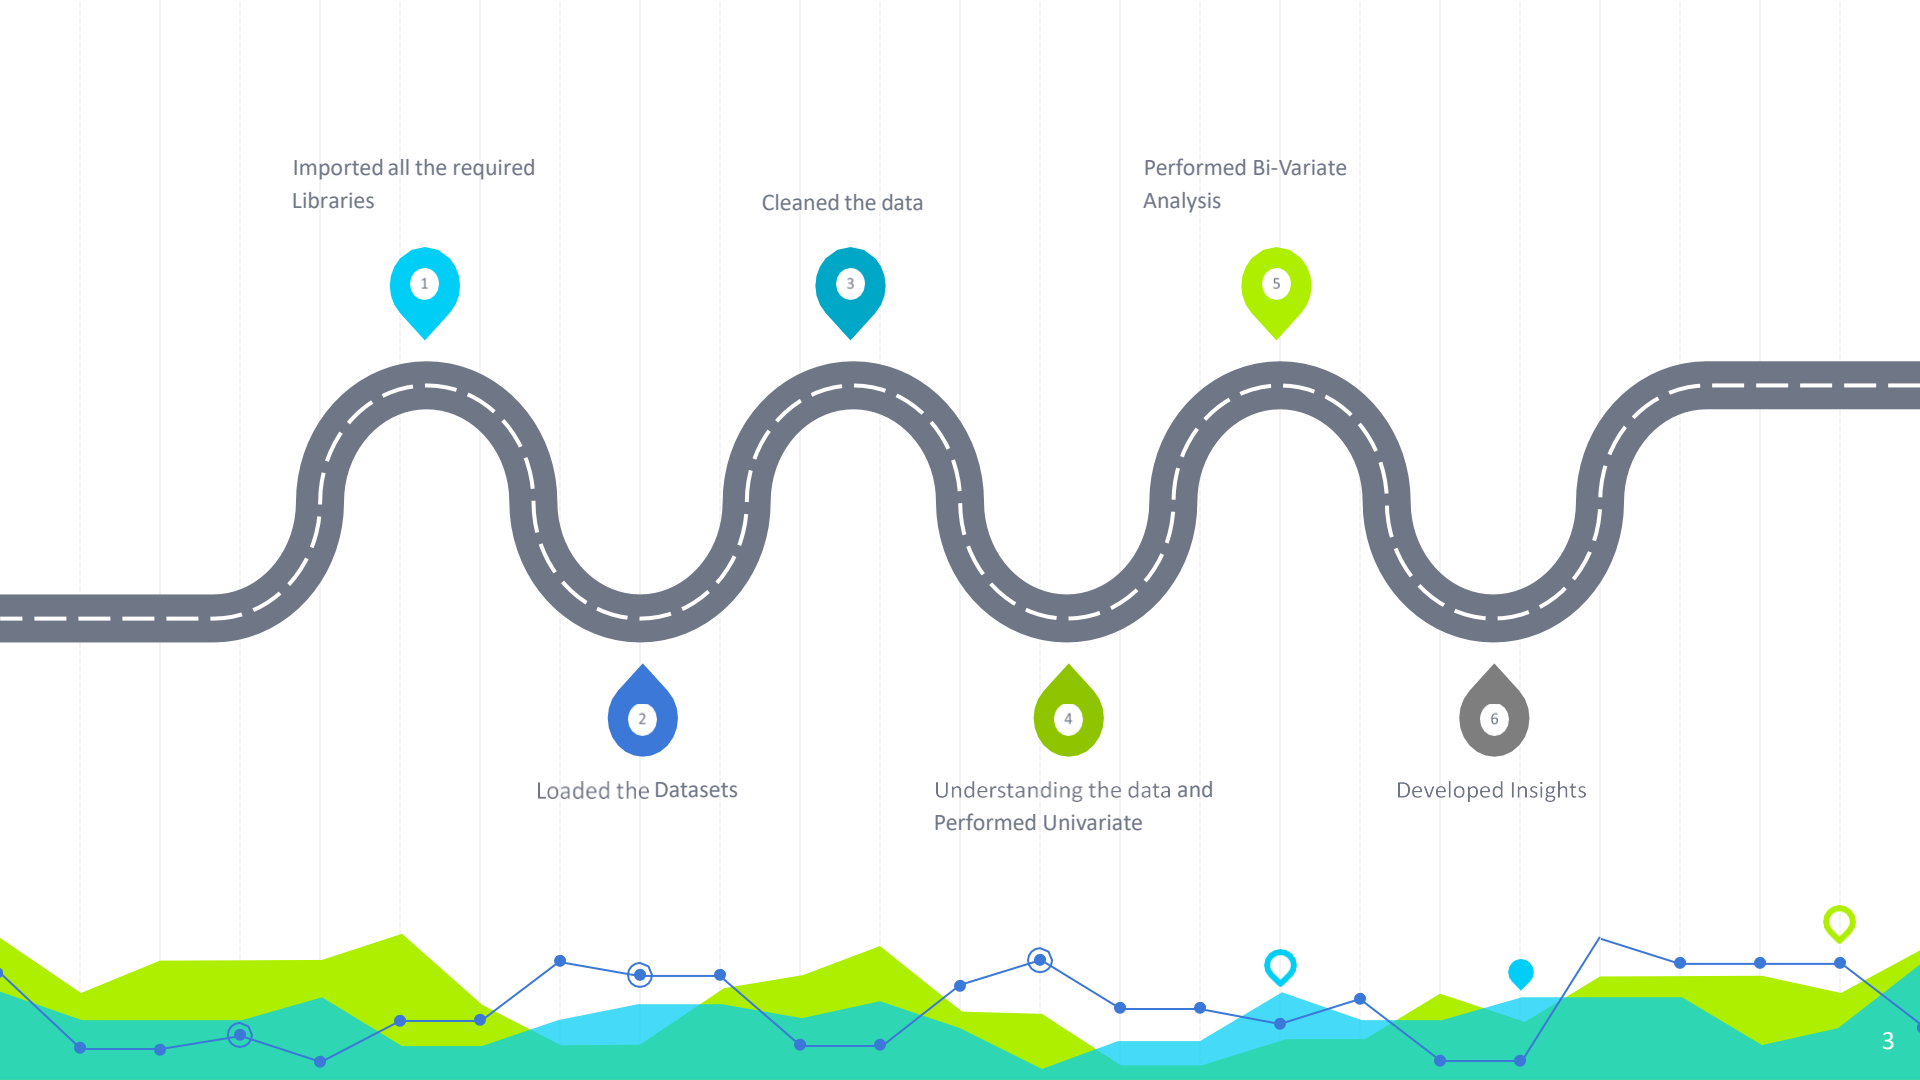 Imported all the required
Libraries
1
Loaded the Datasets
2
Cleaned the data
3
Understanding the data and
Performed Univariate
4
Performed Bi-Variate
Analysis
5
Developed Insights
6
3